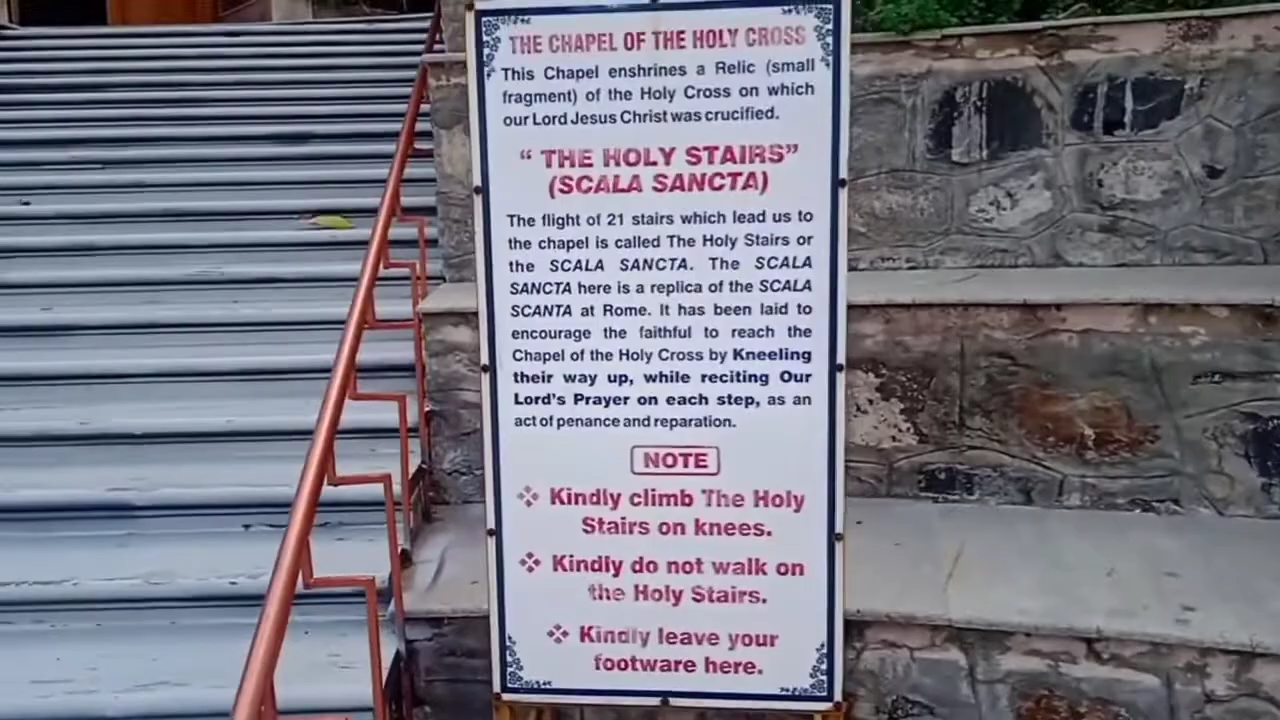 THE CHAPEL OF THE HOLY CROSS
This Chapel enshrines a Relic (small
fragment) of the Holy Cross on which
our Lord Jesus Christ was crucified.
“ THE HOLY STAIRS”
(SCALA SANCTA)
The flight of 21 stairs which lead us to
the chapel is called The Holy Stairs or
the SCALA SANCTA. The SCALA
SANCTA here is a replica of the SCALA
SCANTA at Rome. It has been laid to
encourage the faithful to reach the
Chapel of the Holy Cross by Kneeling
their way up, while reciting Our
Lord's Prayer on each step, as an
act of penance and reparation.
NOTE
❖ Kindly climb The Holy
Stairs on knees.
❖ Kindly do not walk on
the Holy Stairs.
❖ Kindly leave your
footware here.